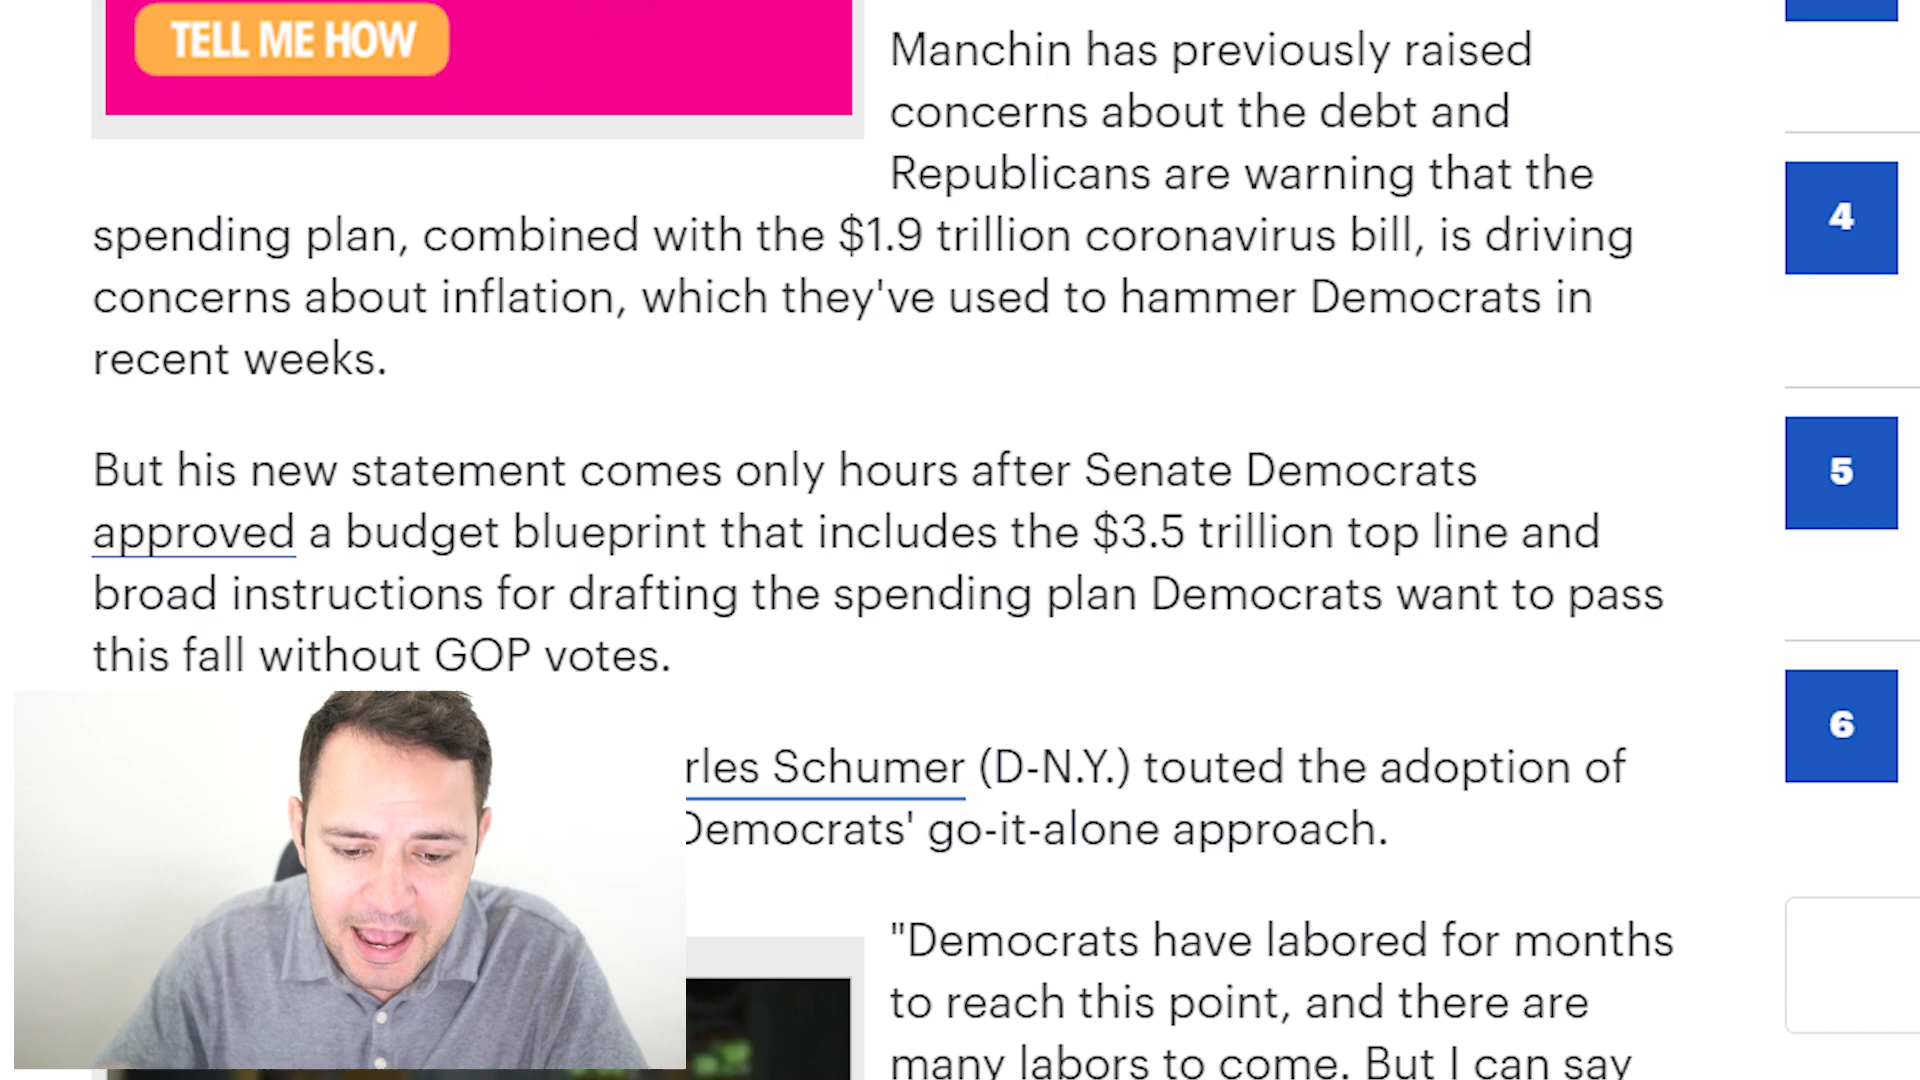 TELL ME HOW
Manchin has previously raised
concerns about the debt and
Republicans are warning that the
spending plan, combined with the $1.9 trillion coronavirus bill, is driving
concerns about inflation, which they've used to hammer Democrats in
recent weeks.
But his new statement comes only hours after Senate Democrats
approved a budget blueprint that includes the $3.5 trillion top line and
broad instructions for drafting the spending plan Democrats want to pass
this fall without GOP votes.
rles Schumer (D-N.Y.) touted the adoption of
Democrats' go-it-alone approach.
"Democrats have labored for months
to reach this point, and there are
many labors to come. But I can say
4
5
6